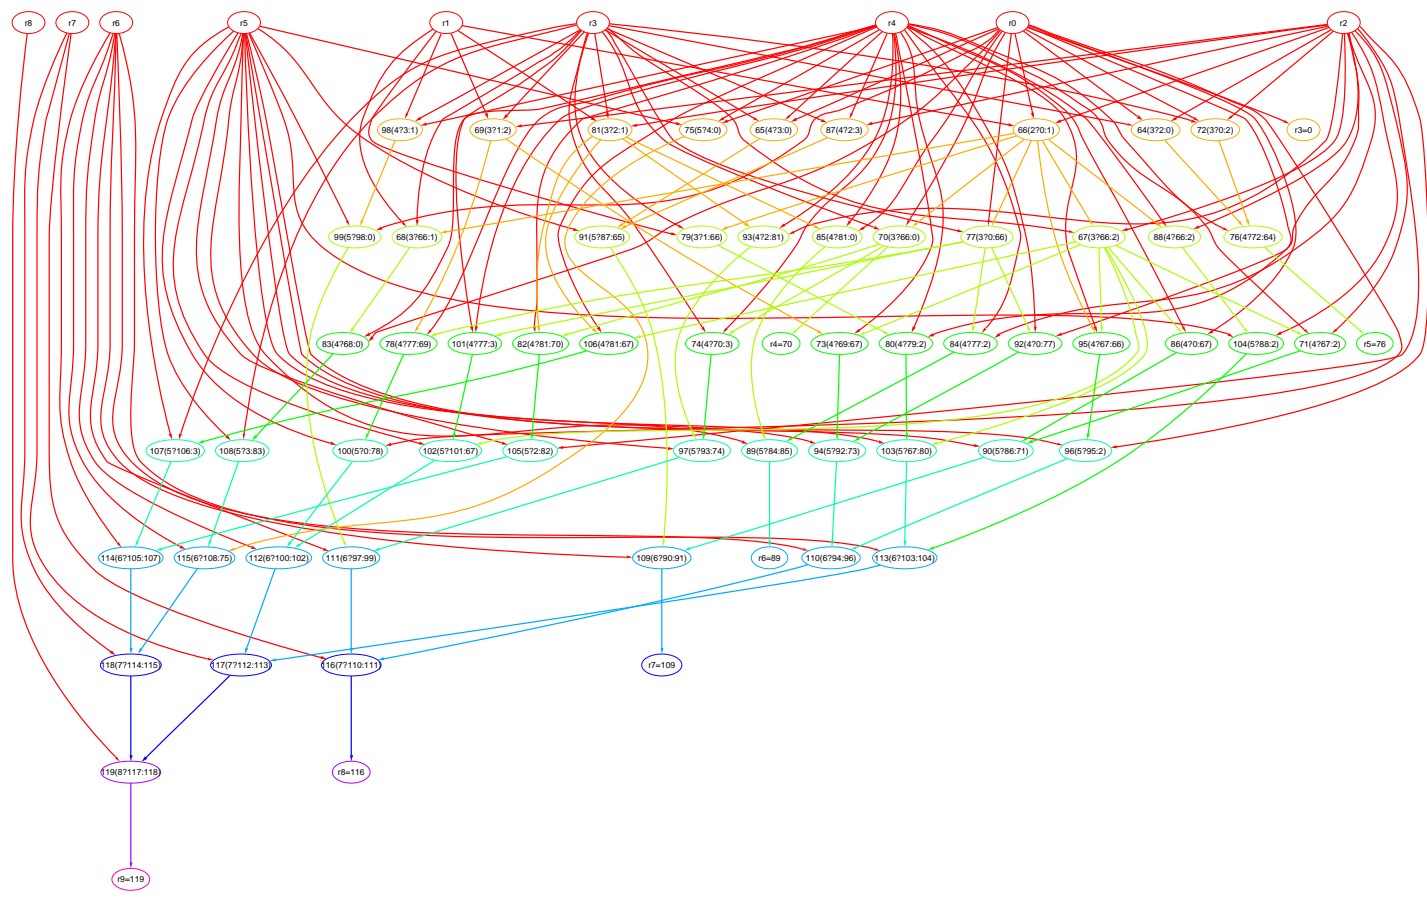 r8 r7 r6 r5 r1 r3 r4 r0 r2
98(4?3:1) 69(3?1:2) 81(3?2:1) 75(5?4:0) 65(4?3:0) 87(4?2:3) 66(2?0:1) 64(3?2:0) 72(3?0:2) r3=0
99(5?98:0) 68(3?66:1) 91(5?87:65) 79(3?1:66) 93(4?2:81) 85(4?81:0) 70(3?66:0) 77(3?0:66) 67(3?66:2) 88(4?66:2) 76(4?72:64)
83(4?68:0) 78(4?77:69) 101(4?77:3) 82(4?81:70) 106(4?81:67) 74(4?70:3) r4=70 73(4?69:67) 80(4?79:2) 84(4?77:2) 92(4?0:77) 95(4?67:66) 86(4?0:67) 104(5?88:2) 71(4?67:2) r5=76
107(5?106:3) 108(5?3:83) 100(5?0:78) 102(5?101:67) 105(5?2:82) 97(5?93:74) 89(5?84:85) 94(5?92:73) 103(5?67:80) 90(5?86:71) 96(5?95:2)
114(6?105:107) 115(6?108:75) 112(6?100:102) 111(6?97:99) 109(6?90:91) r6=89 110(6?94:96) 113(6?103:104)
118(7?114:115) 117(7?112:113) 116(7?110:111) r7=109
119(8?117:118) r8=116
r9=119